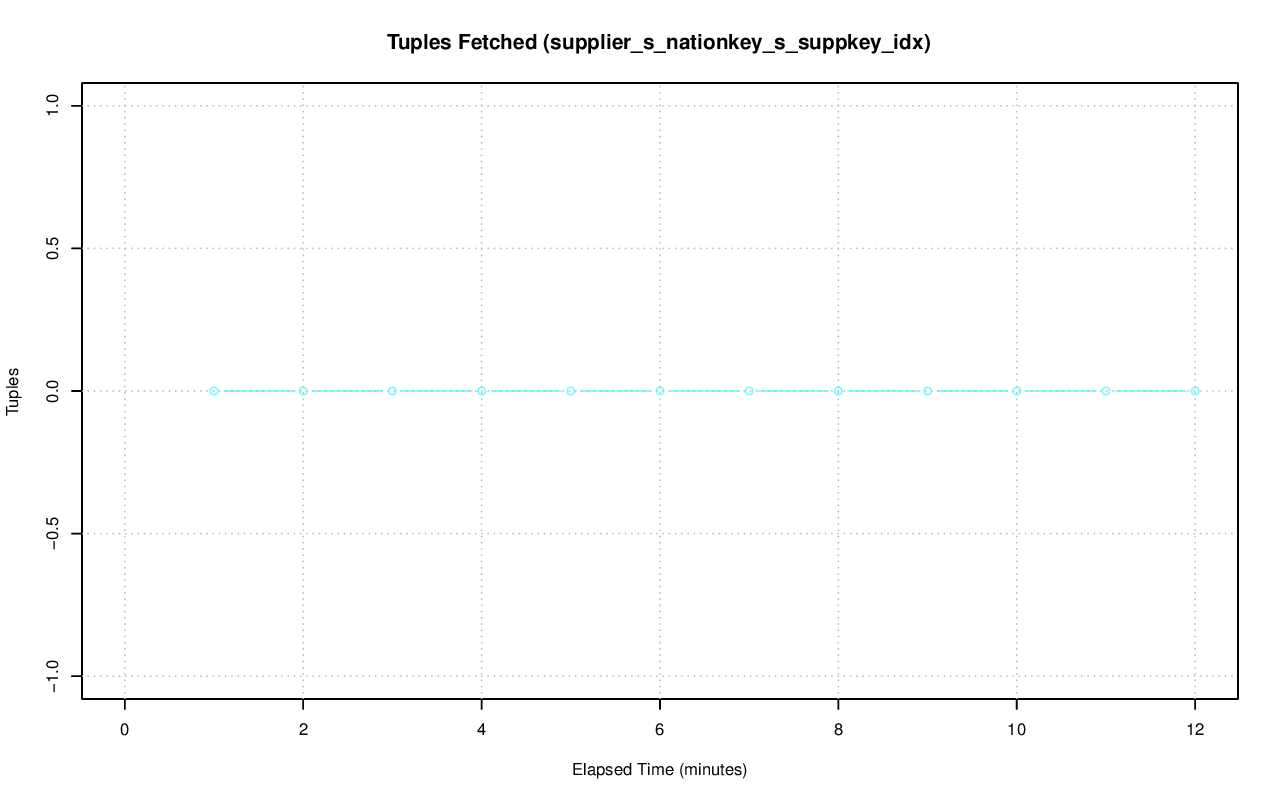 Tuples Fetched (supplier_s_nationkey_s_suppkey_idx)
1.0
0.5
0.0
−0.5
−1.0
Tuples
0 2 4 6 8 10 12
Elapsed Time (minutes)